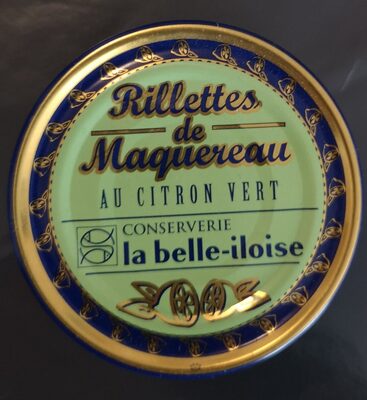 Rillettes
de
Maquereau
AU CITRON VERT
CONSERVERIE
la belle-iloise